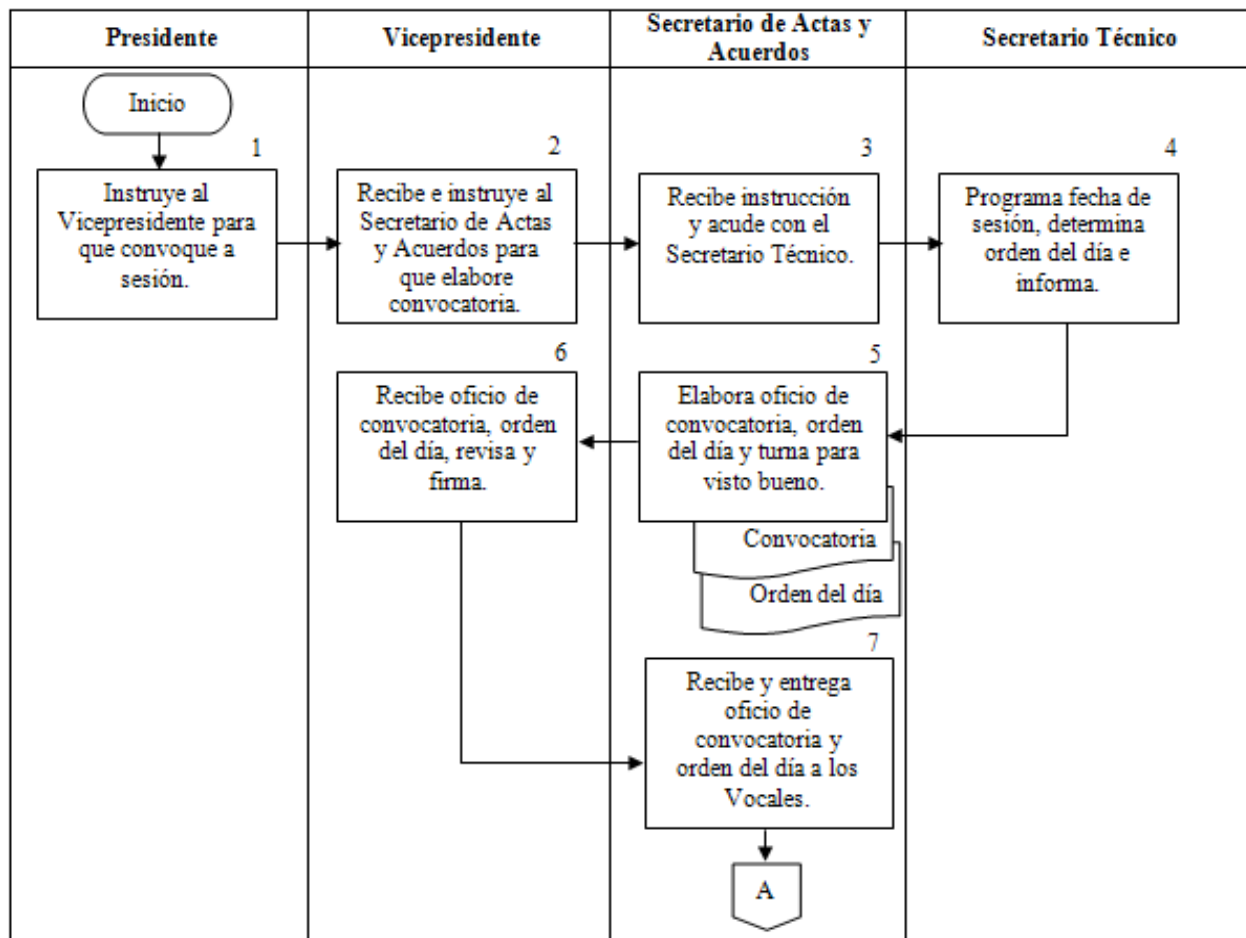 Presidente
Vicepresidente
Secretario de Actas y
Acuerdos
Secretario Técnico
Inicio
1
Instruye al
Vicepresidente para
que convoque a
sesión.
2
Recibe e instruye al
Secretario de Actas
y Acuerdos para
que elabore
convocatoria.
3
Recibe instrucción
y acude con el
Secretario Técnico.
4
Programa fecha de
sesión, determina
orden del día e
informa.
5
Elabora oficio de
convocatoria, orden
del día y turna para
visto bueno.
Convocatoria
Orden del día
6
Recibe oficio de
convocatoria, orden
del día, revisa y
firma.
7
Recibe y entrega
oficio de
convocatoria y
orden del día a los
Vocales.
A